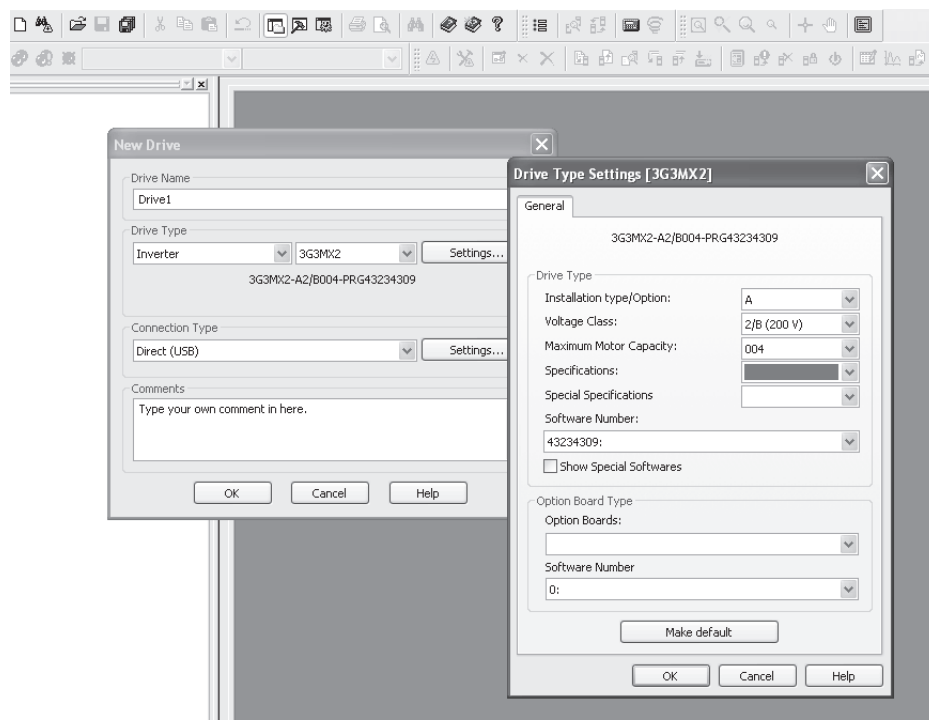 New Drive
Drive Name
Drive1
Drive Type
Inverter
3G3MX2
Settings...
3G3MX2-A2/B004-PRG43234309
Connection Type
Direct (USB)
Settings...
Comments
Type your own comment in here.
OK
Cancel
Help
Drive Type Settings [3G3MX2]
General
3G3MX2-A2/B004-PRG43234309
Drive Type
Installation type/Option:
A
Voltage Class:
2/B (200 V)
Maximum Motor Capacity:
004
Specifications:
Special Specifications
Software Number:
43234309:
Show Special Softwares
Option Board Type
Option Boards:
Software Number
0:
Make default
OK
Cancel
Help